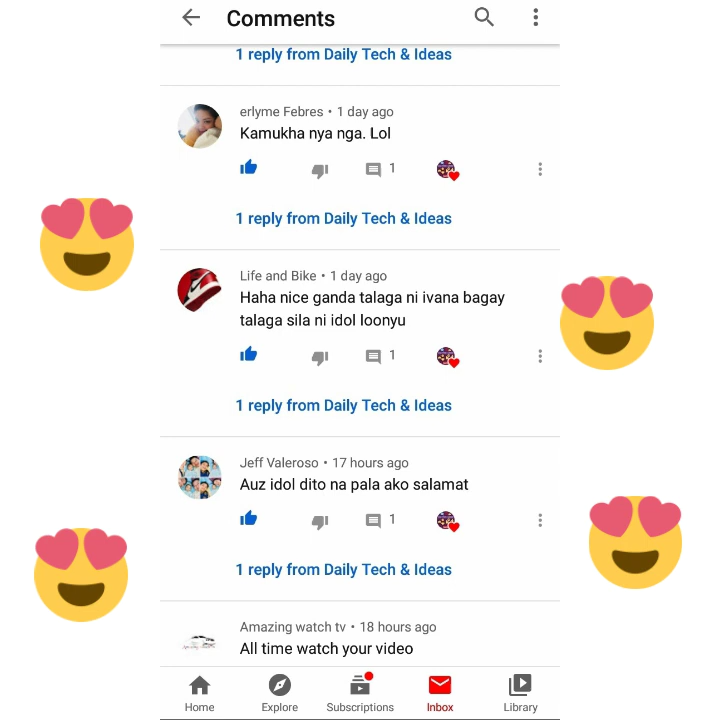 Comments
1 reply from Daily Tech & Ideas
erlyme Febres • 1 day ago
Kamukha nya nga. Lol
1
1 reply from Daily Tech & Ideas
Life and Bike • 1 day ago
Haha nice ganda talaga ni ivana bagay
talaga sila ni idol loonyu
1
1 reply from Daily Tech & Ideas
Jeff Valeroso • 17 hours ago
Auz idol dito na pala ako salamat
1
1 reply from Daily Tech & Ideas
Amazing watch tv • 18 hours ago
All time watch your video
Home Explore Subscriptions Inbox Library